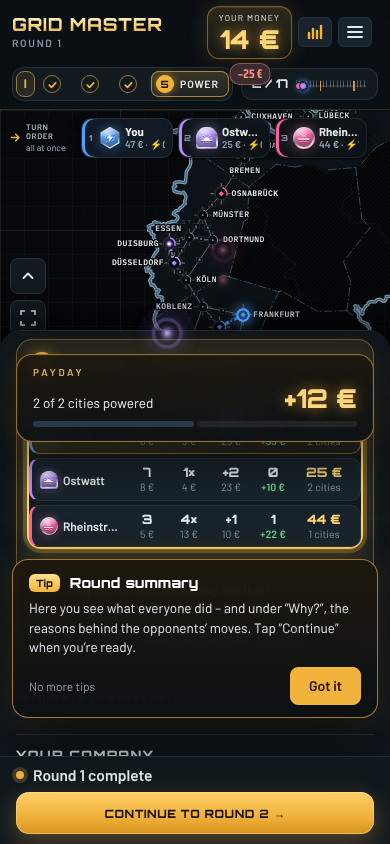 GRID MASTER
ROUND 1
YOUR MONEY
14 €
I
5 POWER
-25 €
TURN ORDER
all at once
1
You
47 € · ⚡
2
Ostw…
25 € · ⚡
3
Rhein…
44 € ·
CUXHAVEN
LÜBECK
BREMEN
OSNABRÜCK
MÜNSTER
ESSEN
DUISBURG
DORTMUND
DÜSSELDORF
KÖLN
KOBLENZ
FRANKFURT
PAYDAY
2 of 2 cities powered
+12 €
2 cities
Ostwatt
7
1x
+2
0
25 €
8 €
4 €
23 €
+10 €
2 cities
Rheinstr…
3
4x
+1
1
44 €
5 €
13 €
10 €
+22 €
1 cities
Tip
Round summary
Here you see what everyone did – and under “Why?”, the
reasons behind the opponents’ moves. Tap “Continue”
when you’re ready.
No more tips
Got it
YOUR COMPANY
Round 1 complete
CONTINUE TO ROUND 2 →